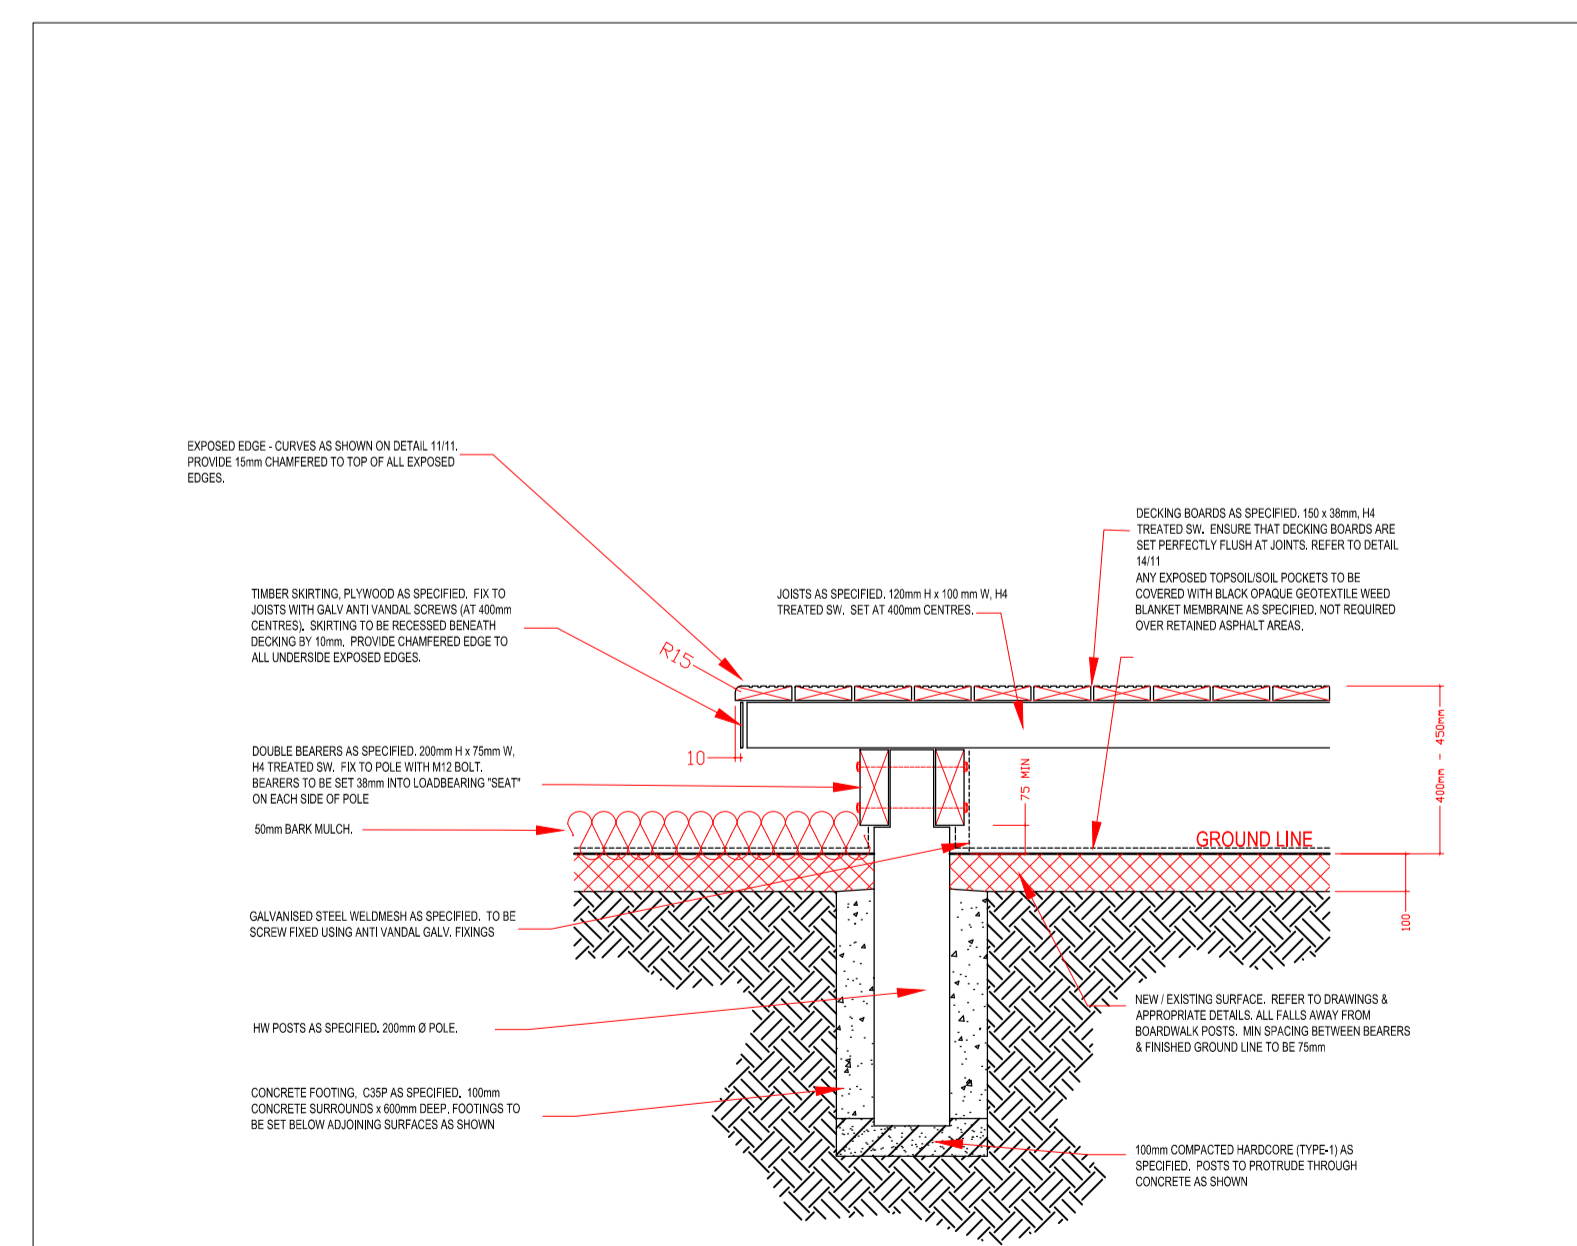 EXPOSED EDGE - CURVES AS SHOWN ON DETAIL 11/11.
PROVIDE 15mm CHAMFERED TO TOP OF ALL EXPOSED
EDGES.
DECKING BOARDS AS SPECIFIED. 150 x 38mm, H4
TREATED SW. ENSURE THAT DECKING BOARDS ARE
SET PERFECTLY FLUSH AT JOINTS. REFER TO DETAIL
14/11
ANY EXPOSED TOPSOIL/SOIL POCKETS TO BE
COVERED WITH BLACK OPAQUE GEOTEXTILE WEED
BLANKET MEMBRAINE AS SPECIFIED, NOT REQUIRED
OVER RETAINED ASPHALT AREAS.
TIMBER SKIRTING, PLYWOOD AS SPECIFIED. FIX TO
JOISTS WITH GALV ANTI VANDAL SCREWS (AT 400mm
CENTRES). SKIRTING TO BE RECESSED BENEATH
DECKING BY 10mm. PROVIDE CHAMFERED EDGE TO
ALL UNDERSIDE EXPOSED EDGES.
JOISTS AS SPECIFIED. 120mm H x 100 mm W, H4
TREATED SW. SET AT 400mm CENTRES.
R15
10
75 MIN
400mm - 450mm
DOUBLE BEARERS AS SPECIFIED. 200mm H x 75mm W,
H4 TREATED SW. FIX TO POLE WITH M12 BOLT.
BEARERS TO BE SET 38mm INTO LOADBEARING "SEAT"
ON EACH SIDE OF POLE
50mm BARK MULCH.
GROUND LINE
100
GALVANISED STEEL WELDMESH AS SPECIFIED. TO BE
SCREW FIXED USING ANTI VANDAL GALV. FIXINGS
HW POSTS AS SPECIFIED. 200mm Ø POLE.
NEW / EXISTING SURFACE. REFER TO DRAWINGS &
APPROPRIATE DETAILS. ALL FALLS AWAY FROM
BOARDWALK POSTS. MIN SPACING BETWEEN BEARERS
& FINISHED GROUND LINE TO BE 75mm
CONCRETE FOOTING, C35P AS SPECIFIED. 100mm
CONCRETE SURROUNDS x 600mm DEEP. FOOTINGS TO
BE SET BELOW ADJOINING SURFACES AS SHOWN
100mm COMPACTED HARDCORE (TYPE-1) AS
SPECIFIED. POSTS TO PROTRUDE THROUGH
CONCRETE AS SHOWN